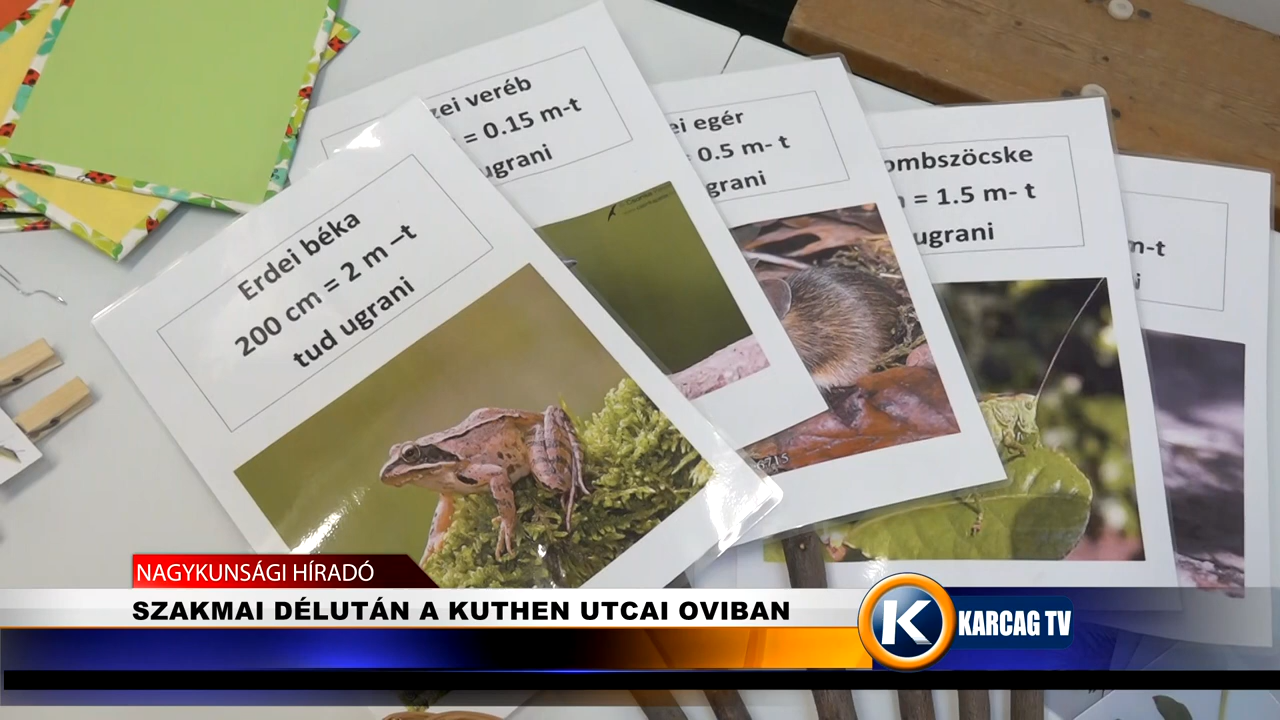 Erdei béka
200 cm = 2 m –t
tud ugrani
zei veréb
= 0.15 m-t
ugrani
ei egér
0.5 m- t
grani
ombszöcske
= 1.5 m- t
ugrani
m-t
6715
NAGYKUNSÁGI HÍRADÓ
SZAKMAI DÉLUTÁN A KUTHEN UTCAI OVIBAN
K KARCAG TV